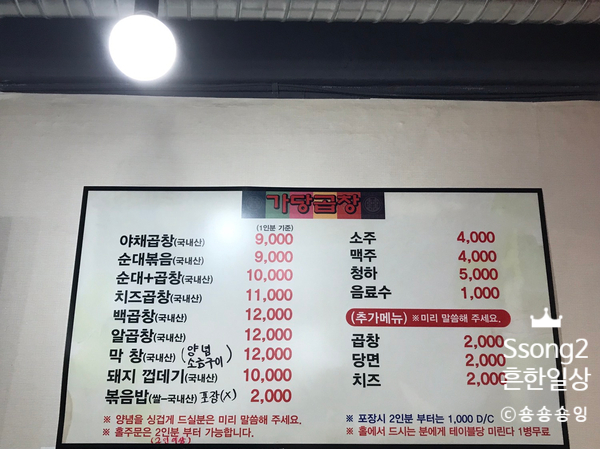 가당곱창
(1인분 기준)
야채곱창(국내산) 9,000
순대볶음(국내산) 9,000
순대+곱창(국내산) 10,000
치즈곱창(국내산) 11,000
백곱창(국내산) 12,000
알곱창(국내산) 12,000
막 창(국내산) (양념 소금구이) 12,000
돼지 껍데기(국내산) 10,000
볶음밥(쌀-국내산) 포장(X) 2,000
※ 양념을 싱겁게 드실분은 미리 말씀해 주세요.
※ 홀주문은 2인분 부터 가능합니다.
소주 4,000
맥주 4,000
청하 5,000
음료수 1,000
(추가메뉴) ※미리 말씀해 주세요.
곱창 2,000
당면 2,000
치즈 2,000
※ 포장시 2인분 부터는 1,000 D/C
※ 홀에서 드시는 분에게 테이블당 미린다 1병무료
Ssong2
흔한일상
©숑숑숑잉